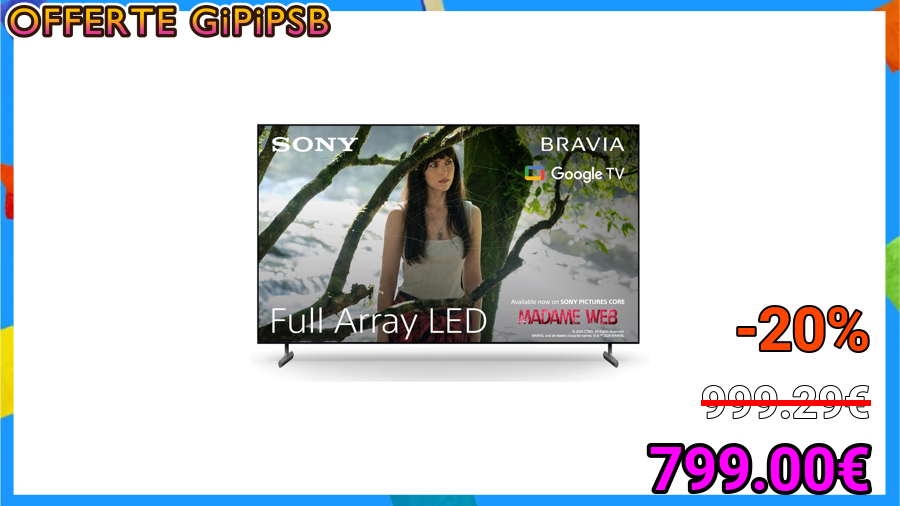 OFFERTE GiPiPSB
SONY
BRAVIA
Google TV
Available now on SONY PICTURES CORE
MADAME WEB
Full Array LED
-20%
999.29€
799.00€